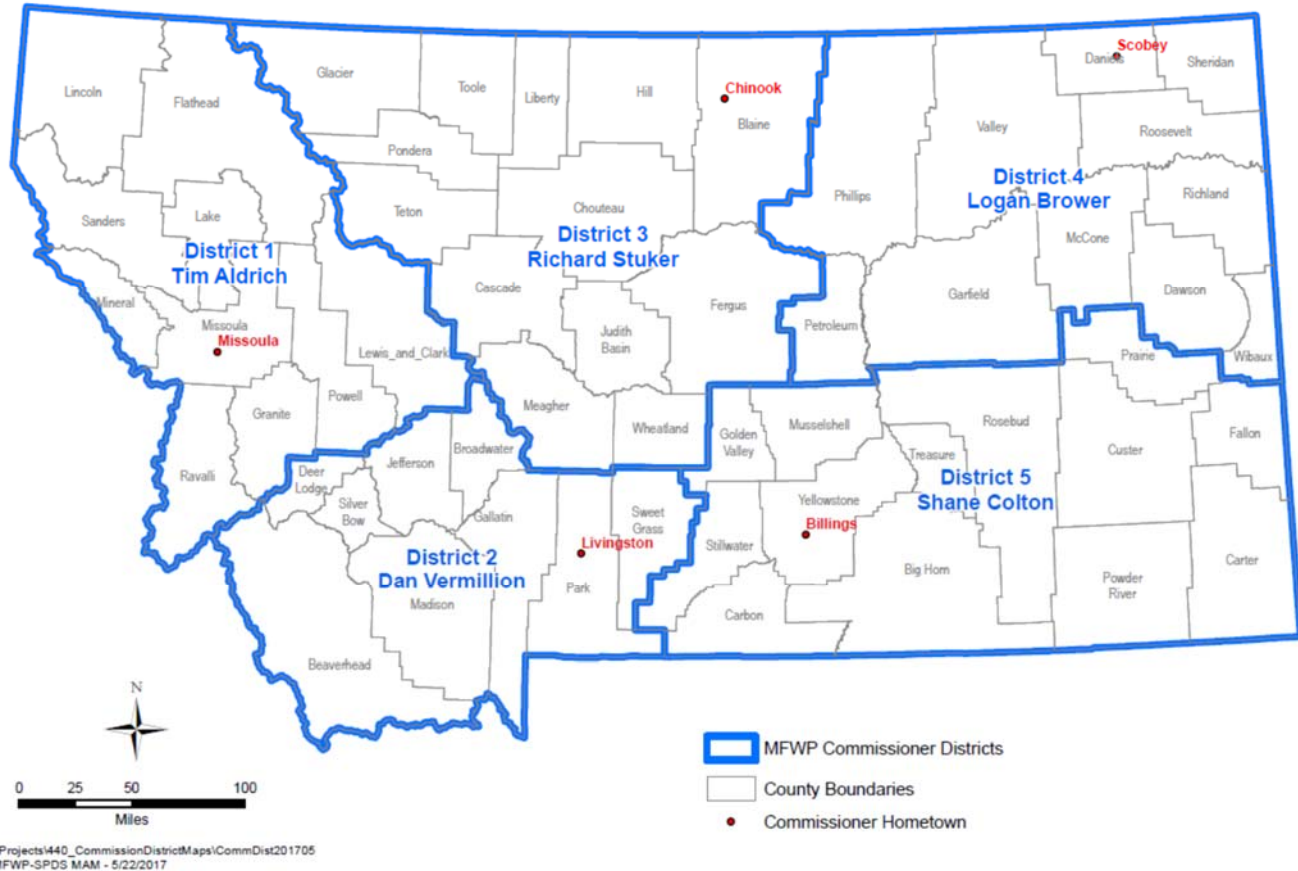 Lincoln
Flathead
Glacier
Toole
Liberty
Hill
Chinook
Blaine
Scobey
Daniels
Sheridan
Valley
Roosevelt
Pondera
Phillips
District 4
Logan Brower
Richland
Sanders
Lake
Teton
Chouteau
McCone
District 1
Tim Aldrich
District 3
Richard Stuker
Mineral
Missoula
Missoula
Cascade
Fergus
Garfield
Dawson
Judith
Basin
Petroleum
Lewis_and_Clark
Prairie
Wibaux
Granite
Powell
Meagher
Wheatland
Golden
Valley
Musselshell
Rosebud
Custer
Fallon
Ravalli
Deer
Lodge
Jefferson
Broadwater
Treasure
District 5
Shane Colton
Silver
Bow
Gallatin
Sweet
Grass
Yellowstone
Billings
Livingston
Stillwater
District 2
Dan Vermillion
Park
Big Horn
Powder
River
Carter
Madison
Carbon
Beaverhead
N
MFWP Commissioner Districts
County Boundaries
Commissioner Hometown
0 25 50 100
Miles
Projects\440_CommissionDistrictMaps\CommDist201705
MFWP-SPDS MAM - 5/22/2017